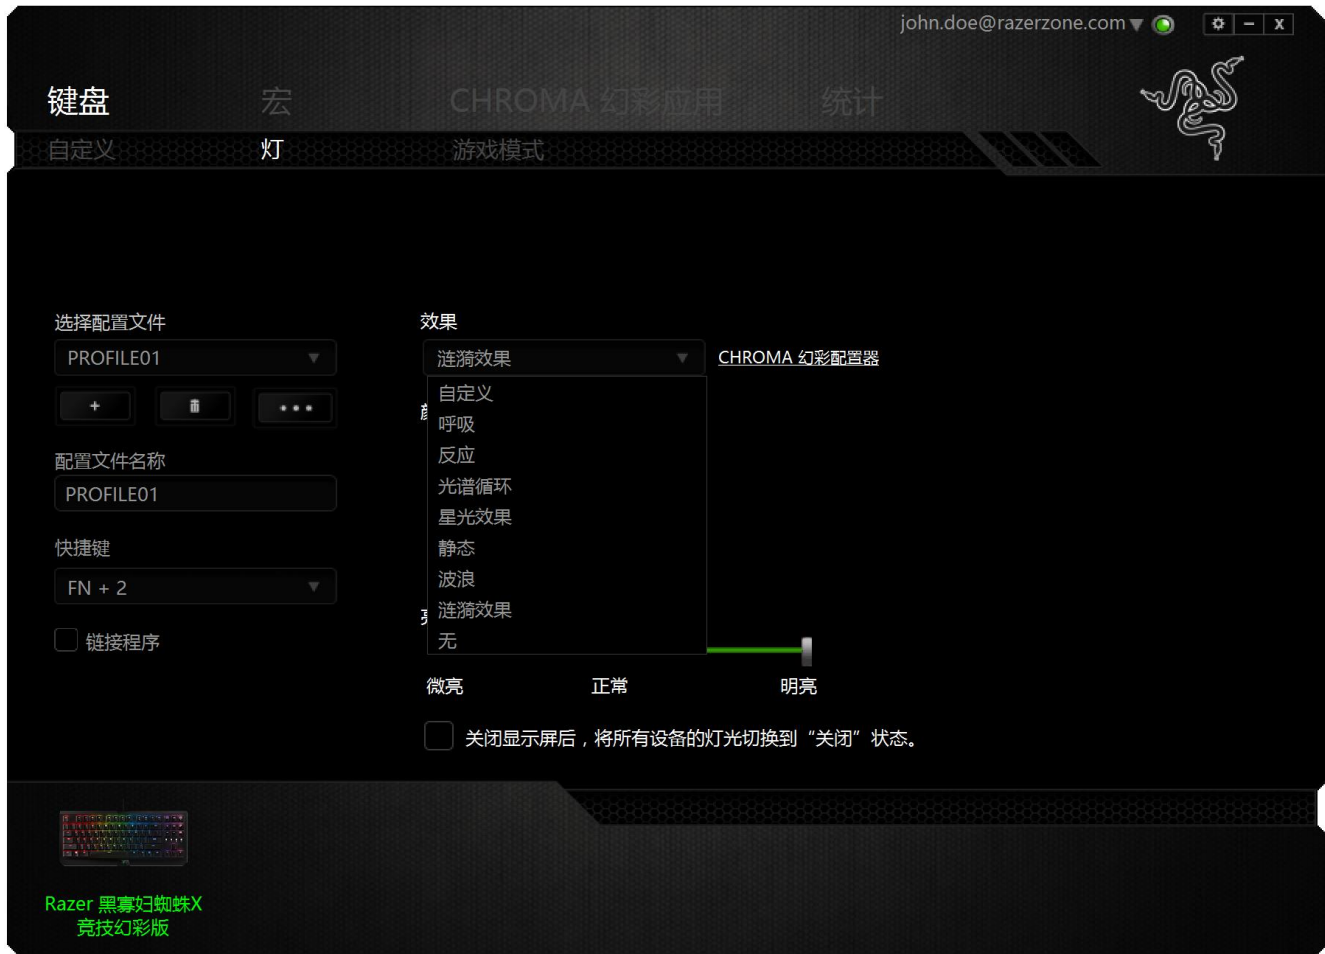 john.doe@razerzone.com
键盘
宏
CHROMA 幻彩应用
统计
自定义
灯
游戏模式
选择配置文件
PROFILE01
配置文件名称
PROFILE01
快捷键
FN + 2
链接程序
效果
涟漪效果
CHROMA 幻彩配置器
自定义
呼吸
反应
光谱循环
星光效果
静态
波浪
涟漪效果
无
微亮
正常
明亮
关闭显示屏后，将所有设备的灯光切换到“关闭”状态。
Razer 黑寡妇蜘蛛X
竞技幻彩版